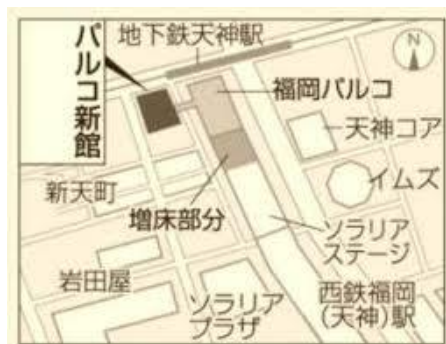 パルコ新館
地下鉄天神駅
N
福岡パルコ
天神コア
新天町
イムズ
増床部分
ソラリア
ステージ
岩田屋
ソラリア
プラザ
西鉄福岡
(天神)駅